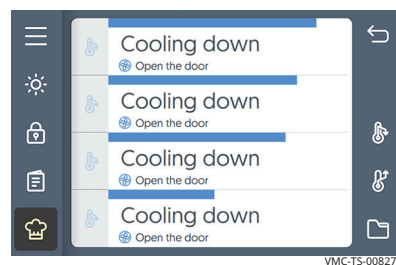 Cooling down
Open the door
Cooling down
Open the door
Cooling down
Open the door
Cooling down
Open the door
VMC-TS-00827